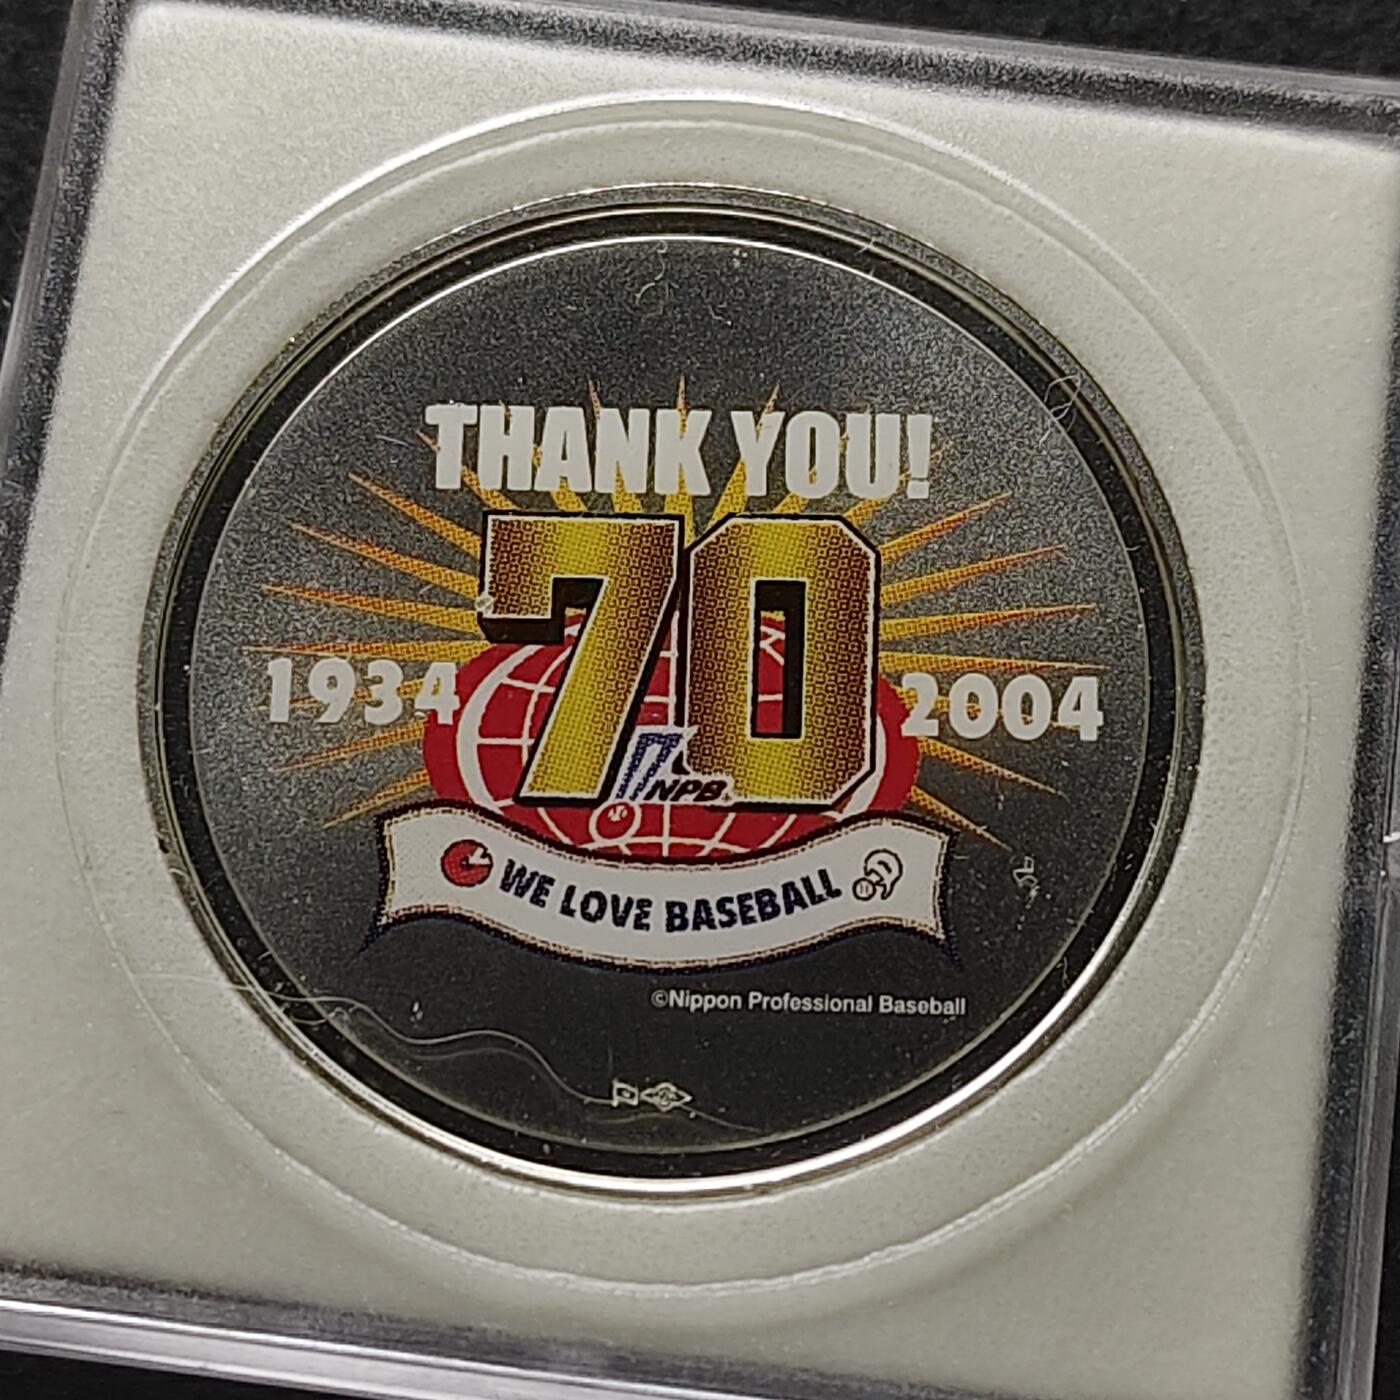 THANK YOU!
70
1934
2004
NPB
WE LOVE BASEBALL
©Nippon Professional Baseball